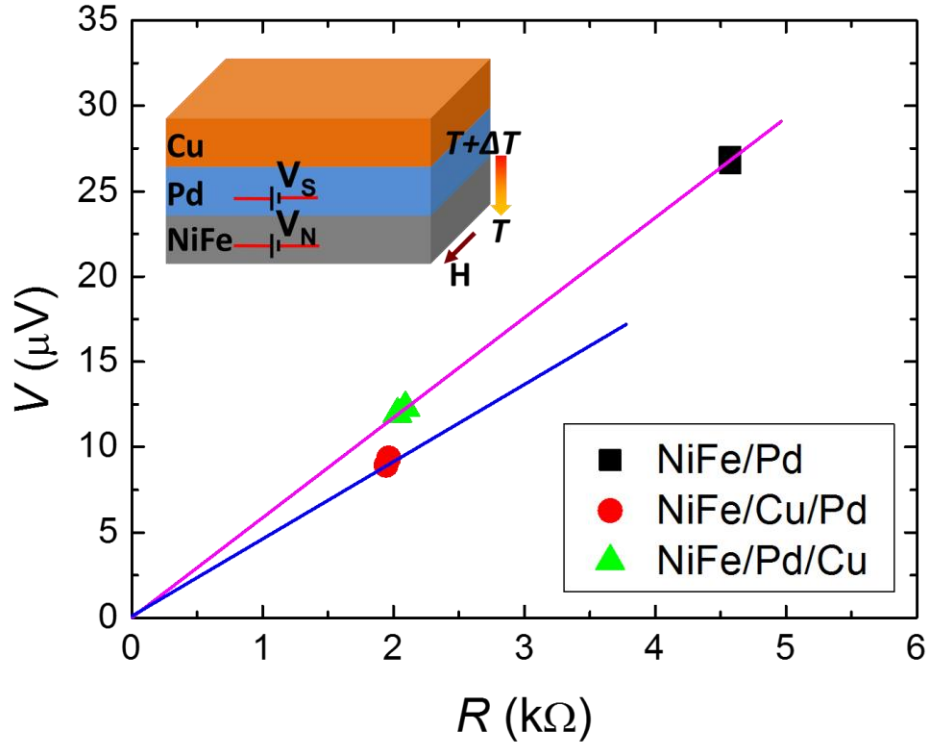 35
30
25
20
15
10
5
0
V (μV)
Cu
Pd
NiFe
V_S
V_N
T+ΔT
T
H
NiFe/Pd
NiFe/Cu/Pd
NiFe/Pd/Cu
0 1 2 3 4 5 6
R (kΩ)